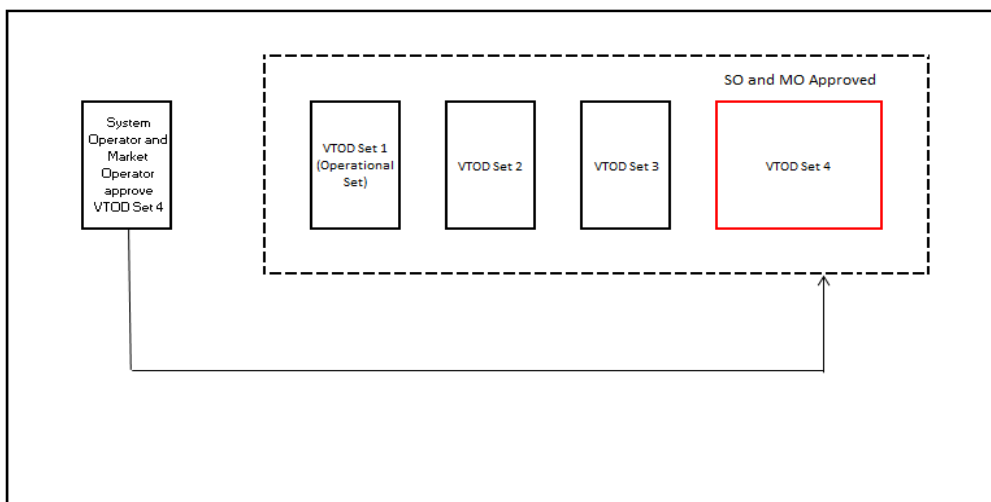 SO and MO Approved
System
Operator and
Market
Operator
approve
VTOD Set 4
VTOD Set 1
(Operational
Set)
VTOD Set 2
VTOD Set 3
VTOD Set 4